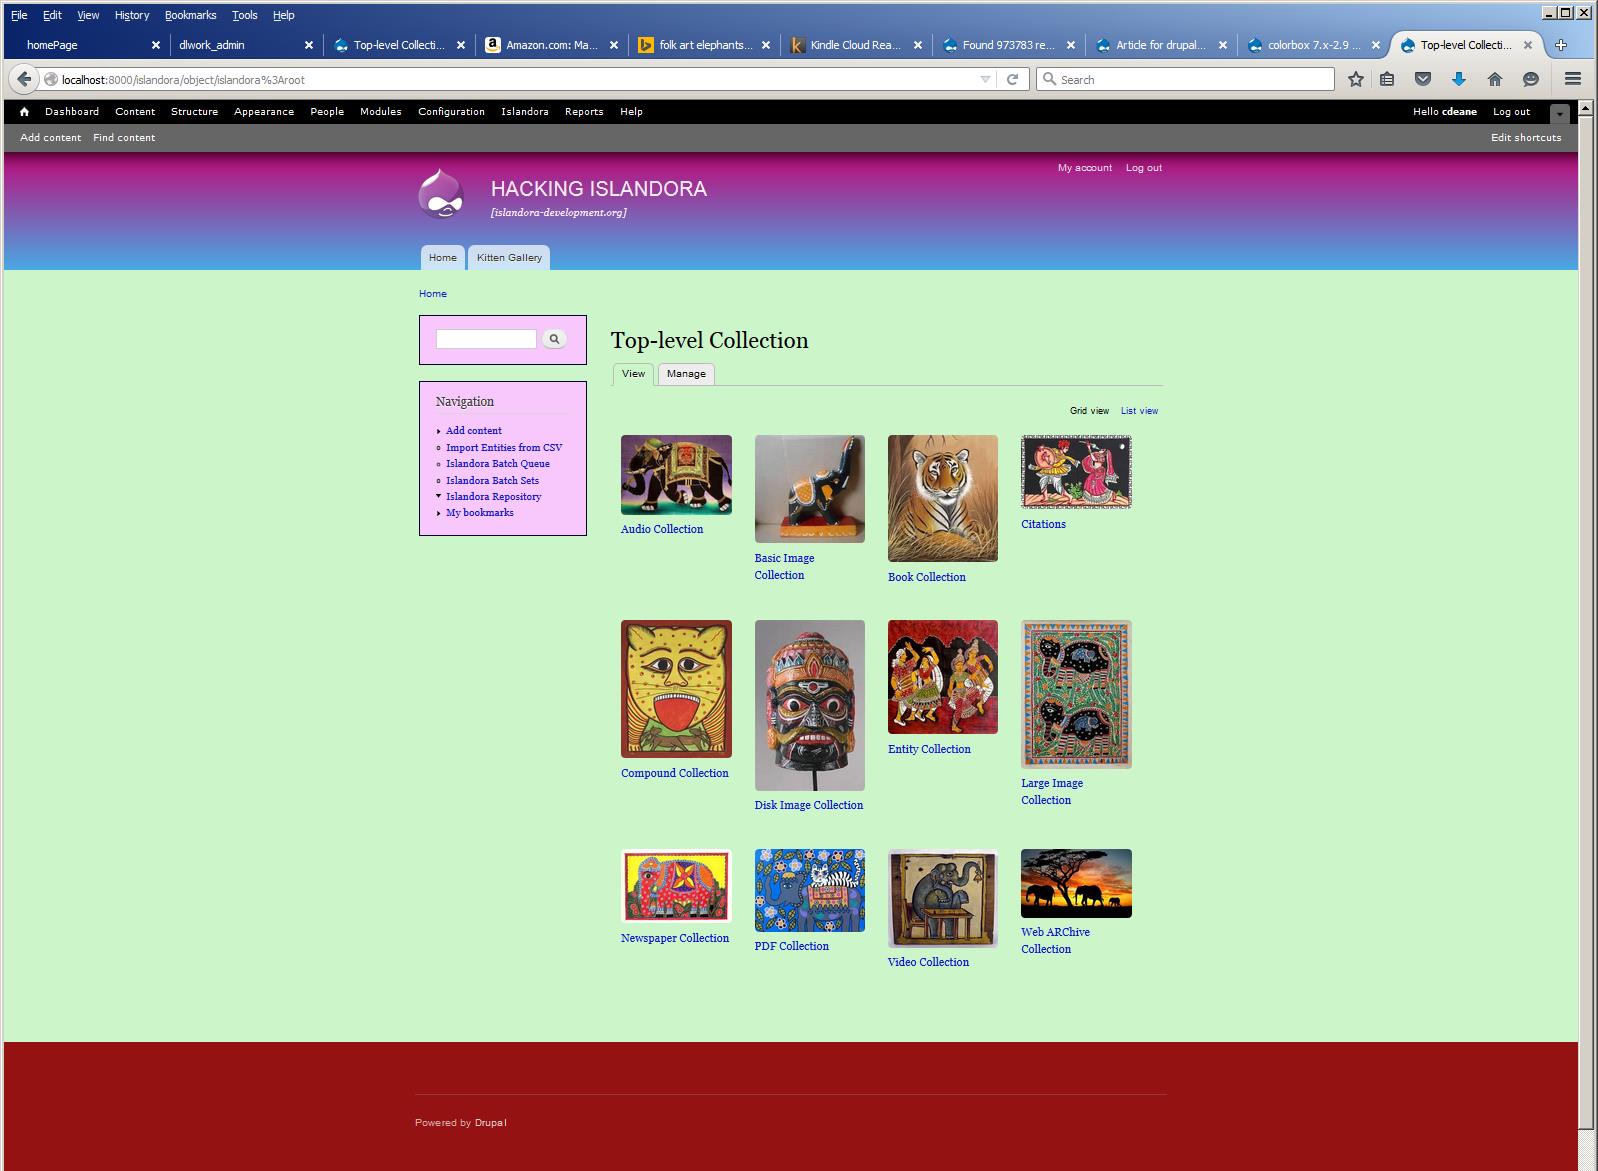 File Edit View History Bookmarks Tools Help
homePage
dlwork_admin
Top-level Collecti...
Amazon.com: Ma...
folk art elephants...
Kindle Cloud Rea...
Found 973783 re...
Article for drupal...
colorbox 7.x-2.9 ...
Top-level Collecti...
localhost:8000/islandora/object/islandora%3Aroot
Search
Dashboard Content Structure Appearance People Modules Configuration Islandora Reports Help
Hello cdeane Log out
Add content Find content
Edit shortcuts
My account Log out
HACKING ISLANDORA
[islandora-development.org]
Home Kitten Gallery
Home
Top-level Collection
View Manage
Navigation
Add content
Import Entities from CSV
Islandora Batch Queue
Islandora Batch Sets
Islandora Repository
My bookmarks
Grid view List view
Audio Collection
Basic Image
Collection
Book Collection
Citations
Compound Collection
Disk Image Collection
Entity Collection
Large Image
Collection
Newspaper Collection
PDF Collection
Video Collection
Web ARChive
Collection
Powered by Drupal